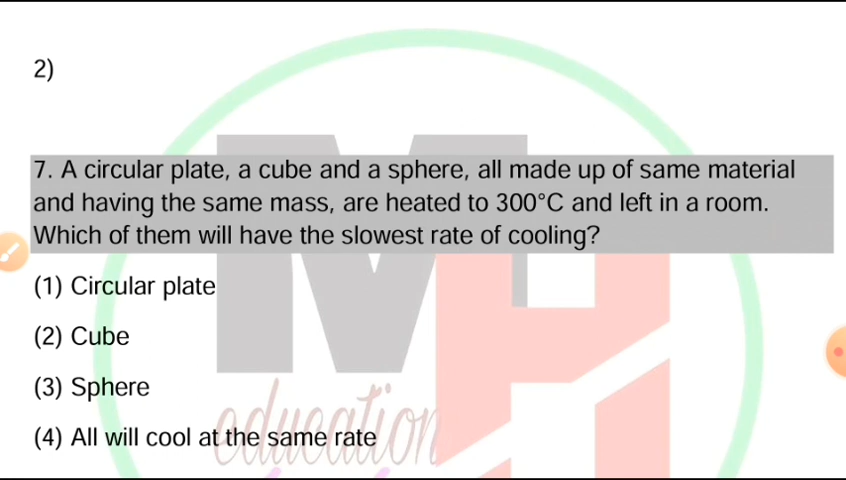 2)
7. A circular plate, a cube and a sphere, all made up of same material
and having the same mass, are heated to 300°C and left in a room.
Which of them will have the slowest rate of cooling?
(1) Circular plate
(2) Cube
(3) Sphere
(4) All will cool at the same rate
MH
education